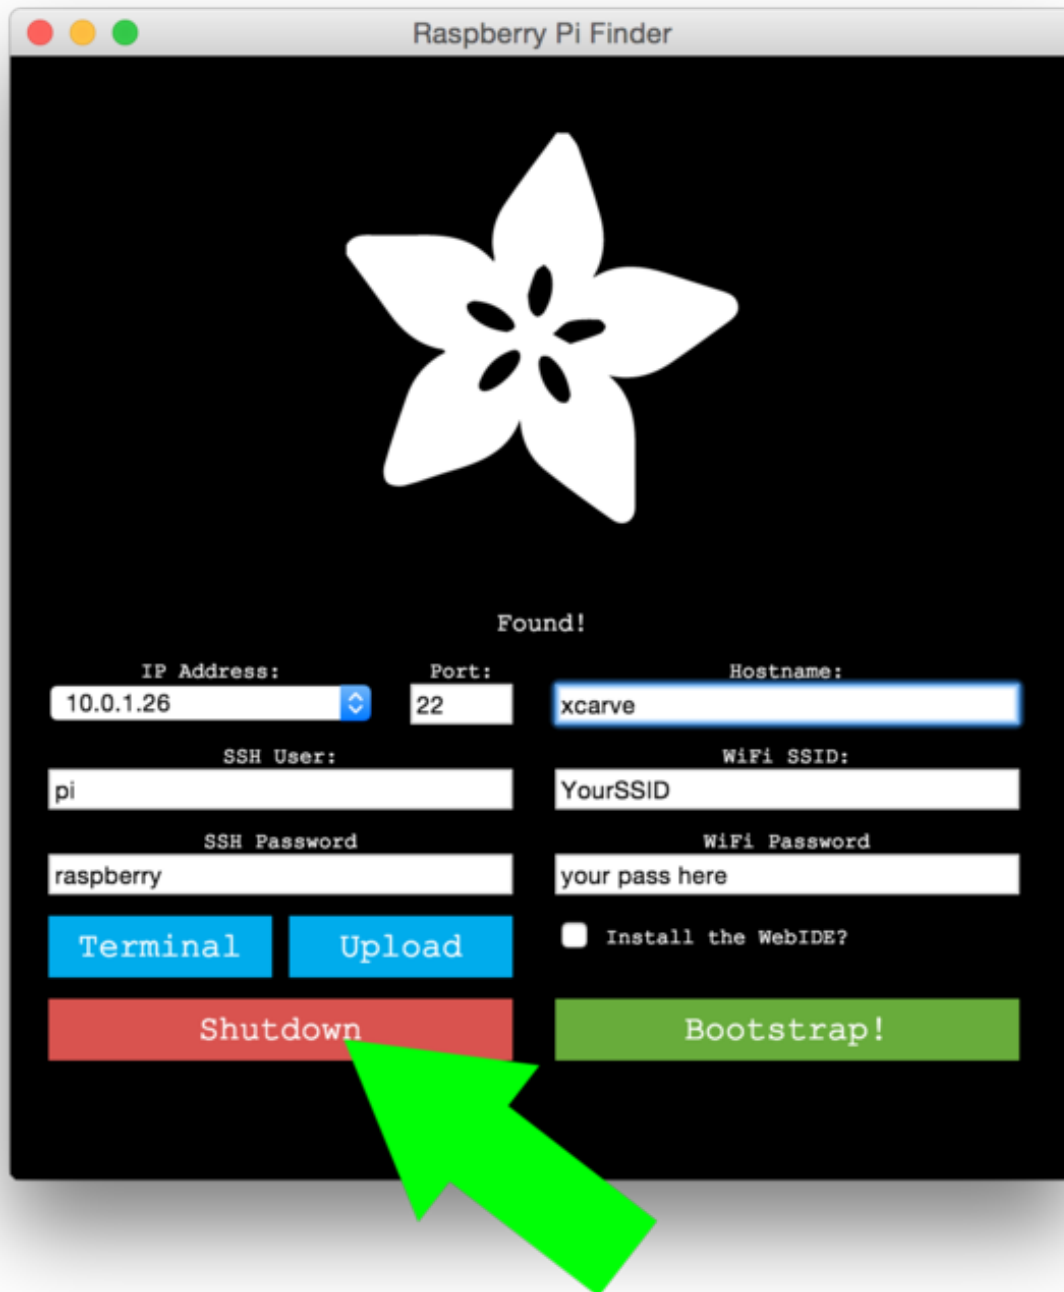 Raspberry Pi Finder
Found!
IP Address: Port: Hostname:
10.0.1.26 22 xcarve
SSH User: WiFi SSID:
pi YourSSID
SSH Password WiFi Password
raspberry your pass here
Terminal Upload Install the WebIDE?
Shutdown Bootstrap!